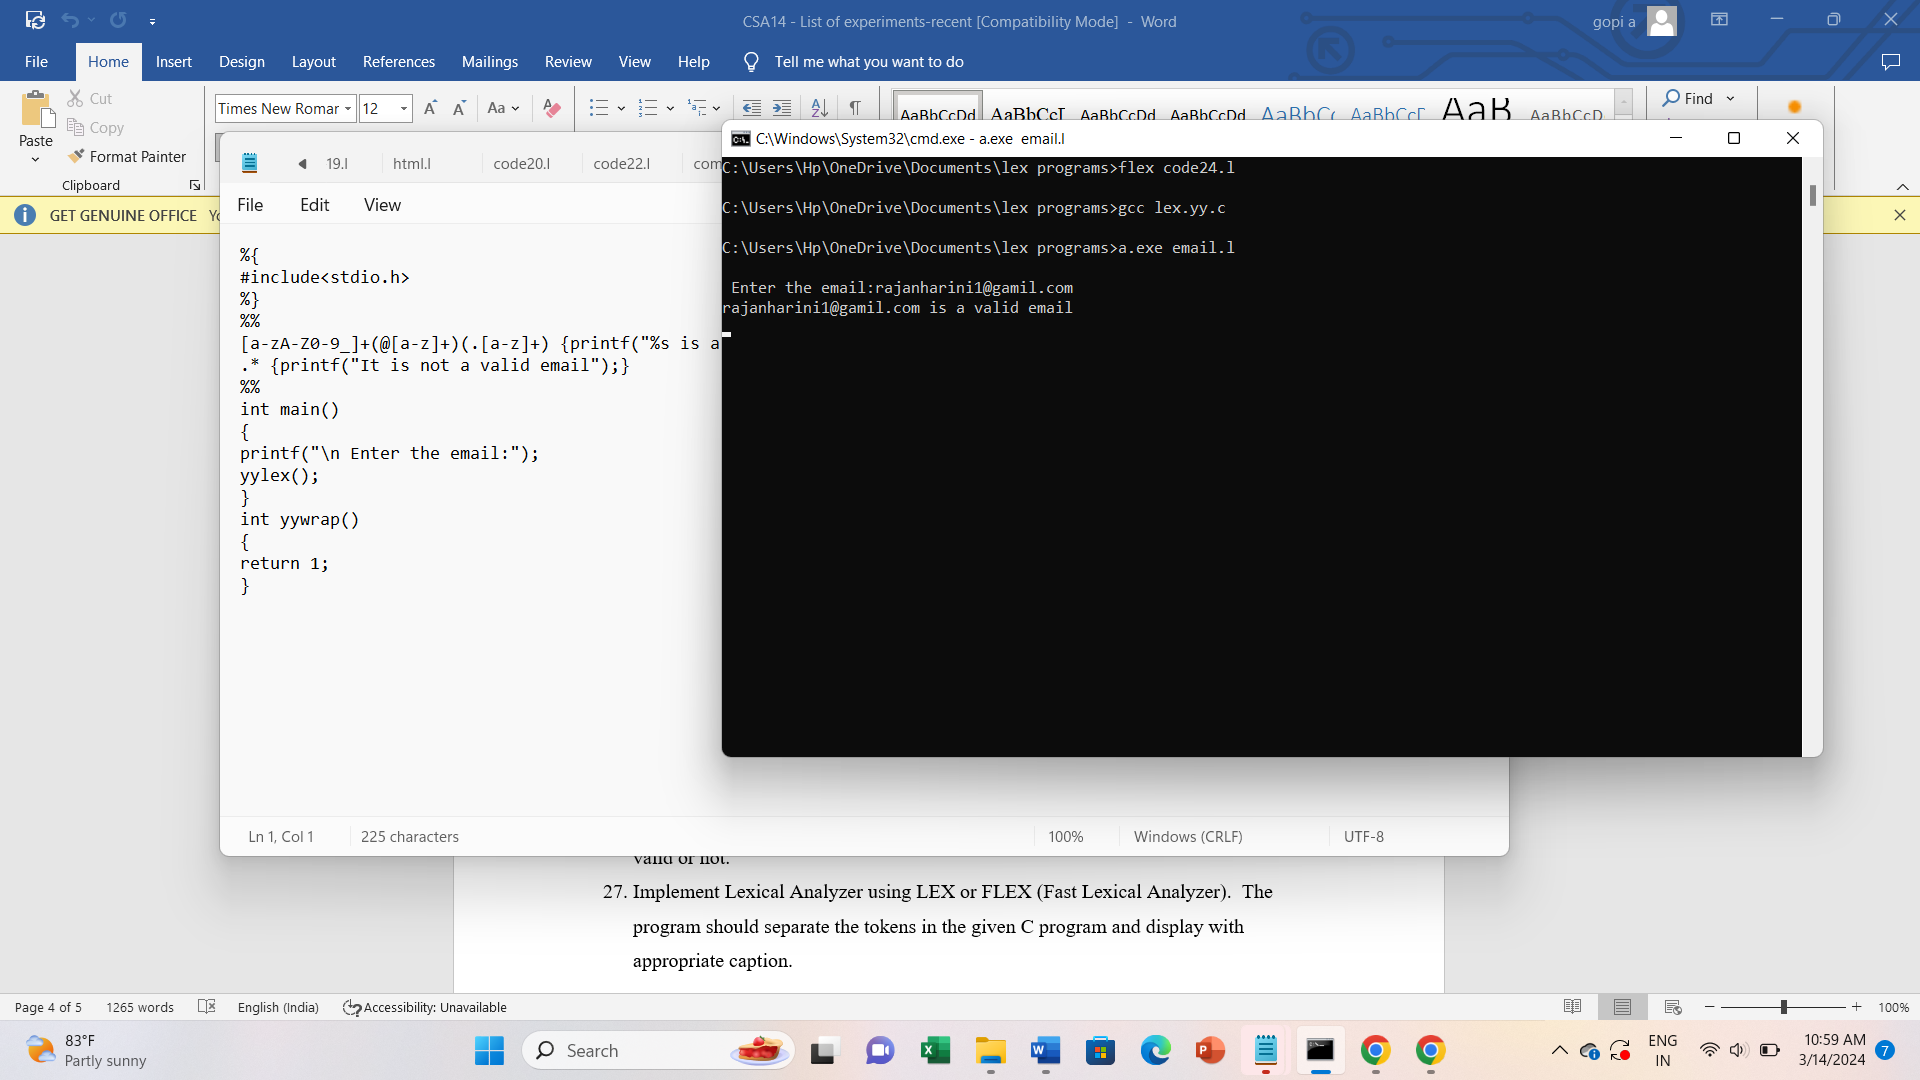 CSA14 - List of experiments-recent [Compatibility Mode] - Word
gopi a
File Home Insert Design Layout References Mailings Review View Help Tell me what you want to do
Paste
Cut
Copy
Format Painter
Clipboard
Times New Romar 12
Aa
AaBbCcDd AaBbCcI AaBbCcDd AaBbCcDd AaBbCc AaBbCcD AaB AaBbCcD
Find
GET GENUINE OFFICE
19.l html.l code20.l code22.l com
File Edit View
%{
#include<stdio.h>
%}
%%
[a-zA-Z0-9_]+(@[a-z]+)(.[a-z]+) {printf("%s is a
.* {printf("It is not a valid email");}
%%
int main()
{
printf("\n Enter the email:");
yylex();
}
int yywrap()
{
return 1;
}
Ln 1, Col 1 225 characters 100% Windows (CRLF) UTF-8
C:\Windows\System32\cmd.exe - a.exe email.l
C:\Users\Hp\OneDrive\Documents\lex programs>flex code24.l
C:\Users\Hp\OneDrive\Documents\lex programs>gcc lex.yy.c
C:\Users\Hp\OneDrive\Documents\lex programs>a.exe email.l
Enter the email:rajanharini1@gamil.com
rajanharini1@gamil.com is a valid email
valid or not.
27. Implement Lexical Analyzer using LEX or FLEX (Fast Lexical Analyzer). The
program should separate the tokens in the given C program and display with
appropriate caption.
Page 4 of 5 1265 words English (India) Accessibility: Unavailable 100%
83°F
Partly sunny
Search
ENG
IN
10:59 AM
3/14/2024
7